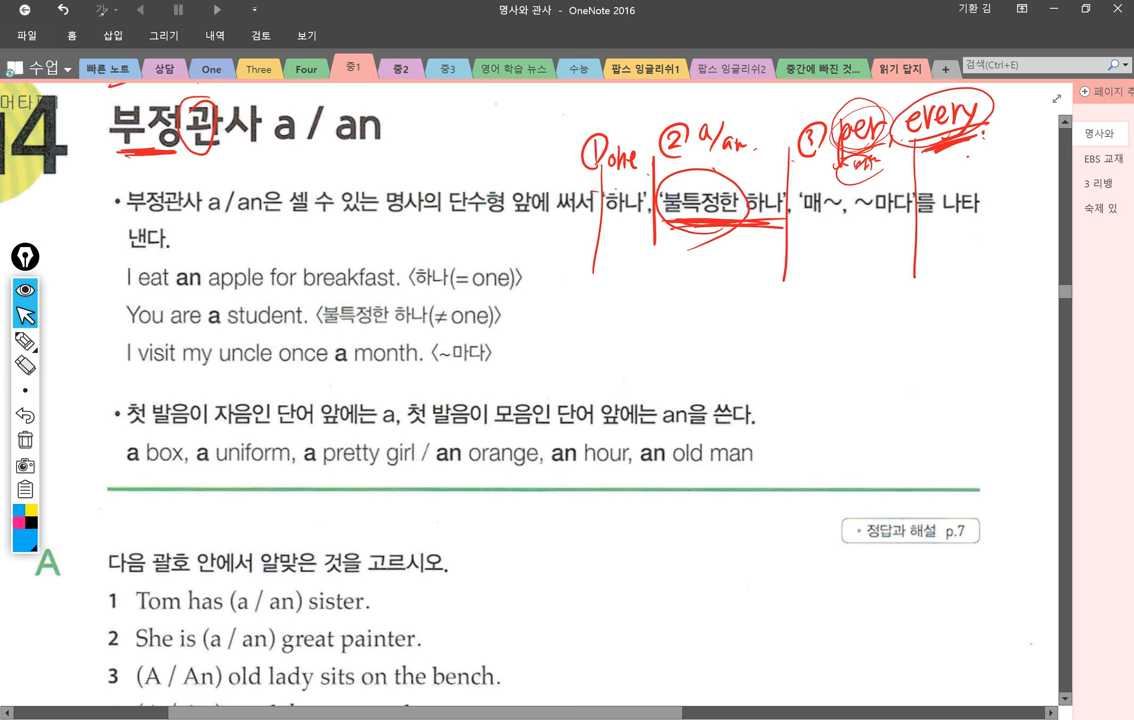 명사와 관사 - OneNote 2016
기환 김
파일 홈 삽입 그리기 내역 검토 보기
수업 빠른 노트 상담 One Three Four 중1 중2 중3 영어 학습 뉴스 수능 팝스 잉글리쉬1 팝스 잉글리쉬2 중간에 빠진 것... 읽기 답지 + 검색(Ctrl+E)
페이지 추
명사와
EBS 교재
3 리뱅
숙제 있
14
부정관사 a / an
① one ② a/an. ③ per, every
• 부정관사 a / an은 셀 수 있는 명사의 단수형 앞에 써서 '하나', '불특정한 하나', '매~, ~마다'를 나타
낸다.
I eat an apple for breakfast. 〈하나(= one)〉
You are a student. 〈불특정한 하나(≠ one)〉
I visit my uncle once a month. 〈~마다〉
• 첫 발음이 자음인 단어 앞에는 a, 첫 발음이 모음인 단어 앞에는 an을 쓴다.
a box, a uniform, a pretty girl / an orange, an hour, an old man
• 정답과 해설 p.7
A 다음 괄호 안에서 알맞은 것을 고르시오.
1 Tom has (a / an) sister.
2 She is (a / an) great painter.
3 (A / An) old lady sits on the bench.